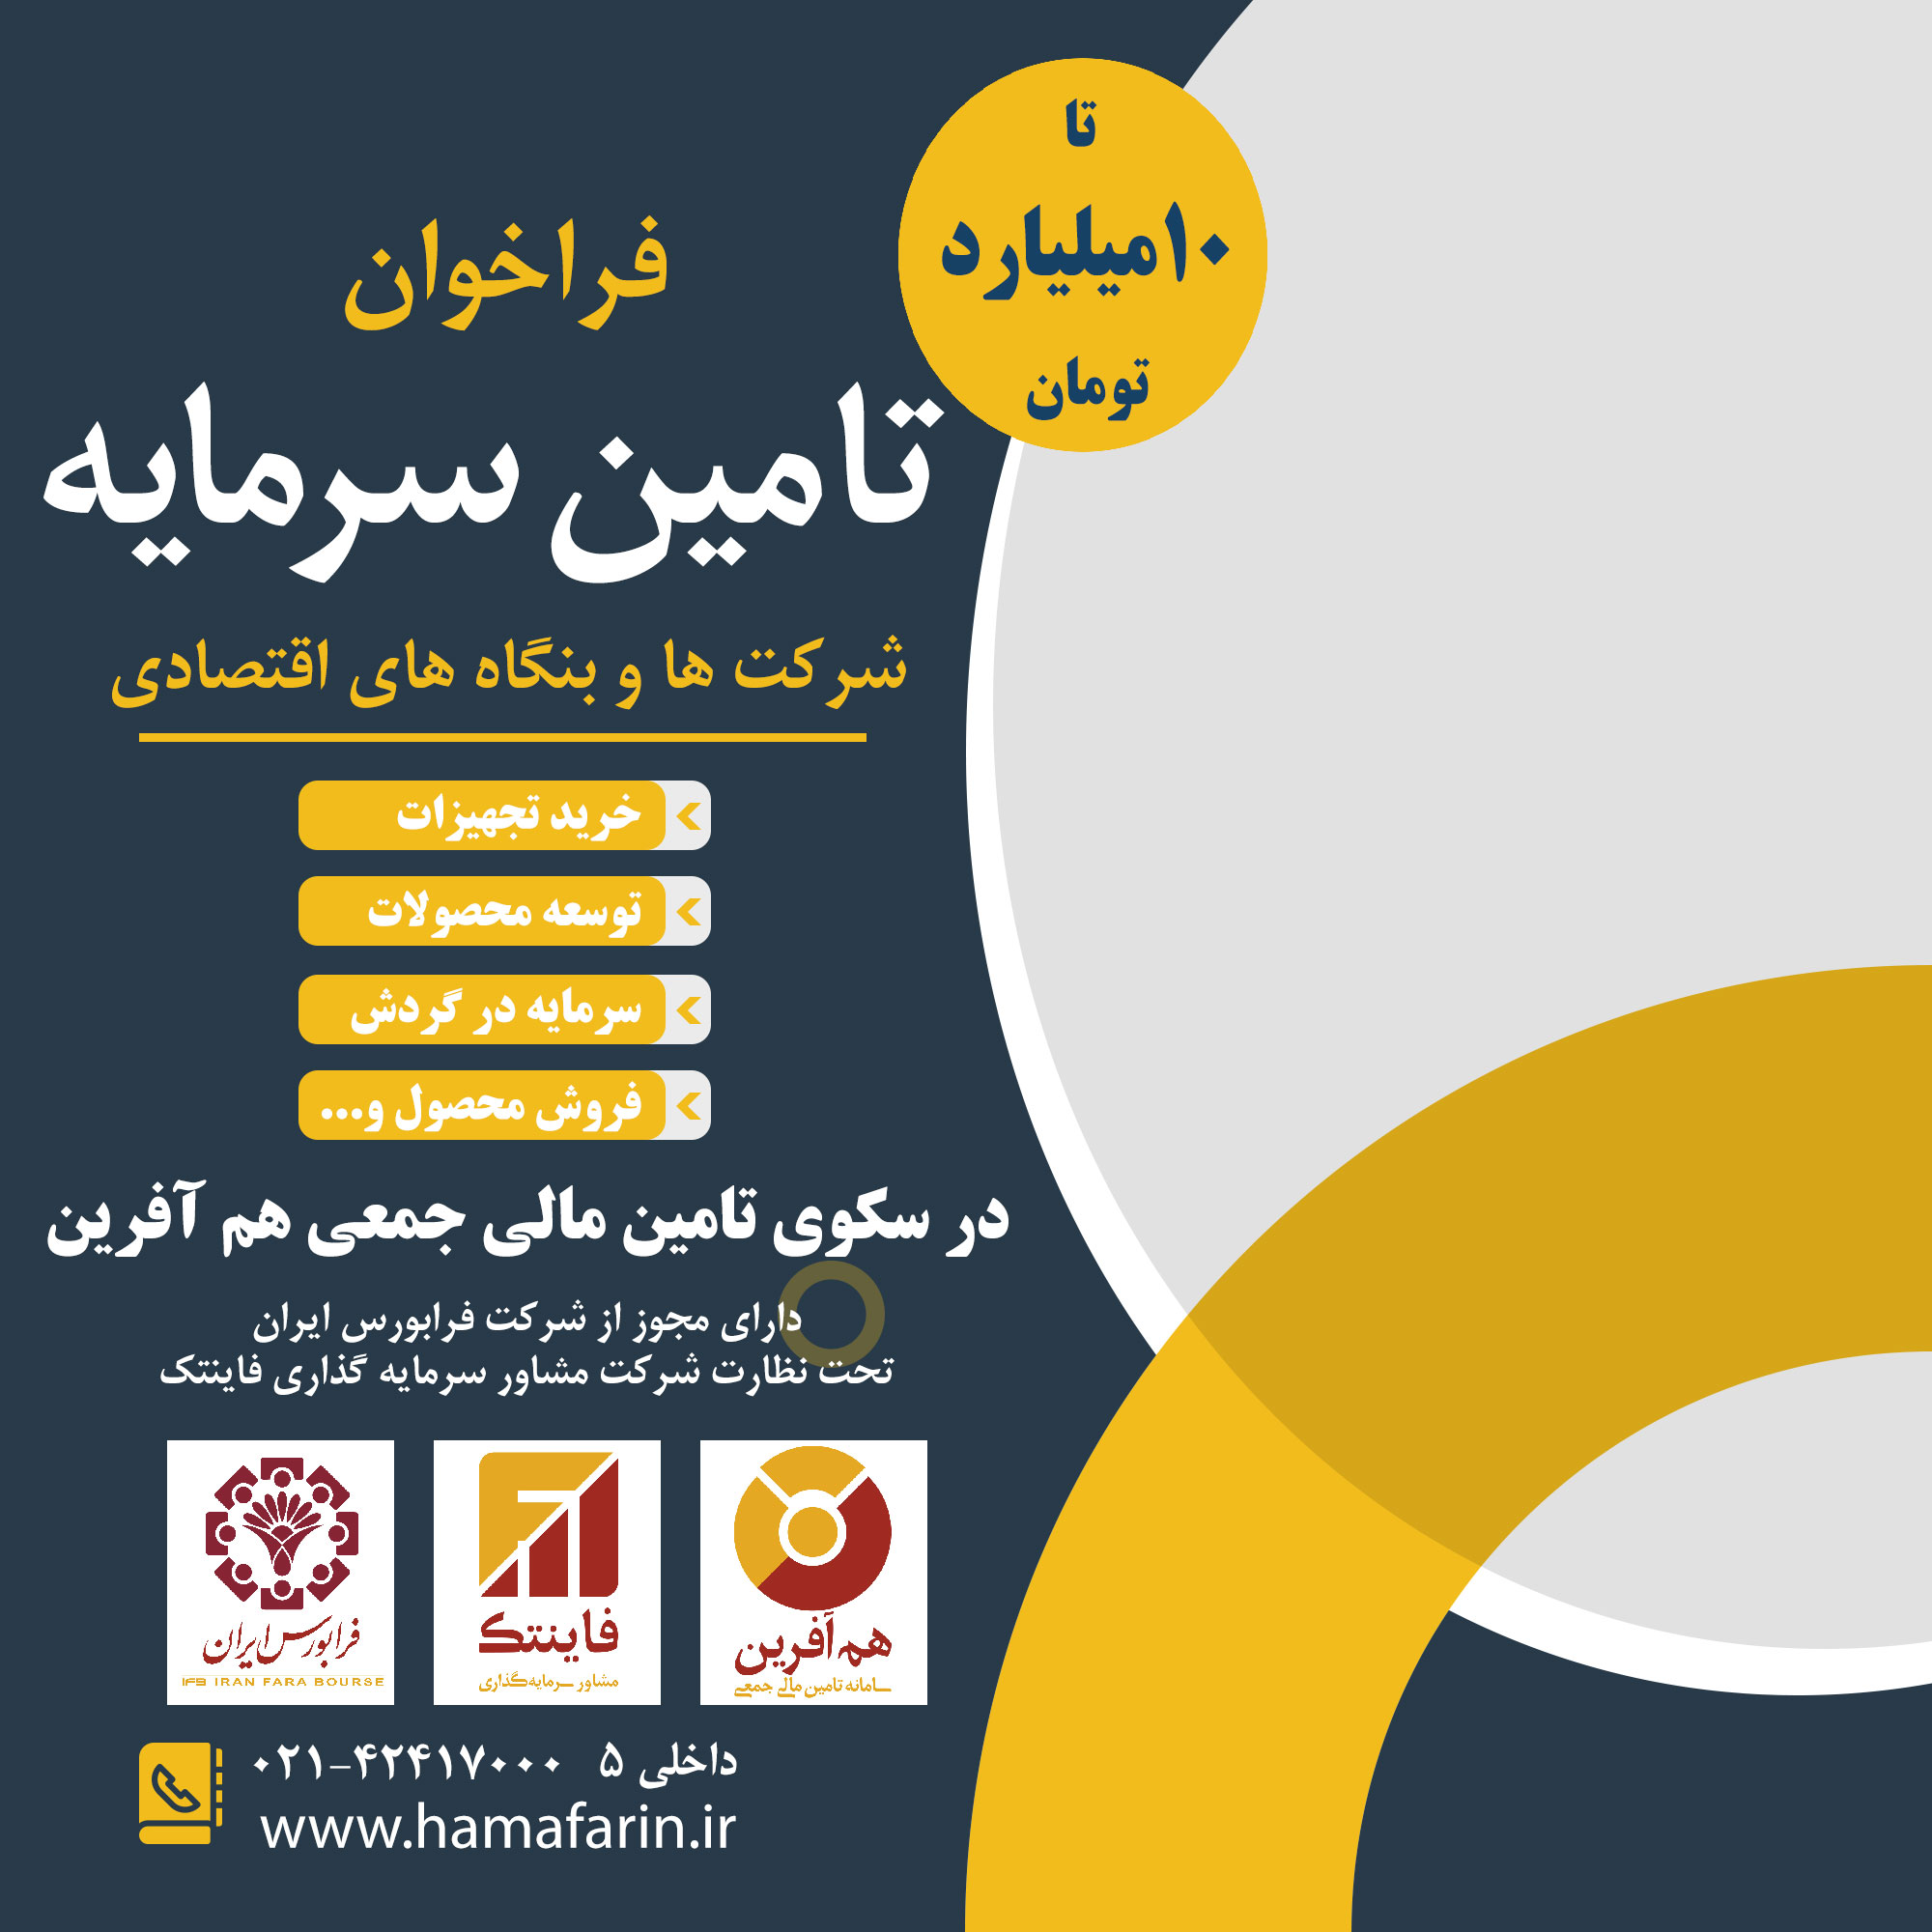 تا
۱۰میلیارد
تومان
فراخوان
تامین سرمایه
شرکت ها و بنگاه های اقتصادی
خرید تجهیزات
توسعه محصولات
سرمایه در گردش
فروش محصول و...
در سکوی تامین مالی جمعی هم آفرین
دارای مجوز از شرکت فرابورس ایران
تحت نظارت شرکت مشاور سرمایه گذاری فاینتک
هم‌آفرین
سامانه تامین مالی جمعی
فاینتک
مشاور سرمایه‌گذاری
فرابورس ایران
IFB IRAN FARA BOURSE
۰۲۱-۴۲۴۱۷۰۰۰ داخلی ۵
www.hamafarin.ir